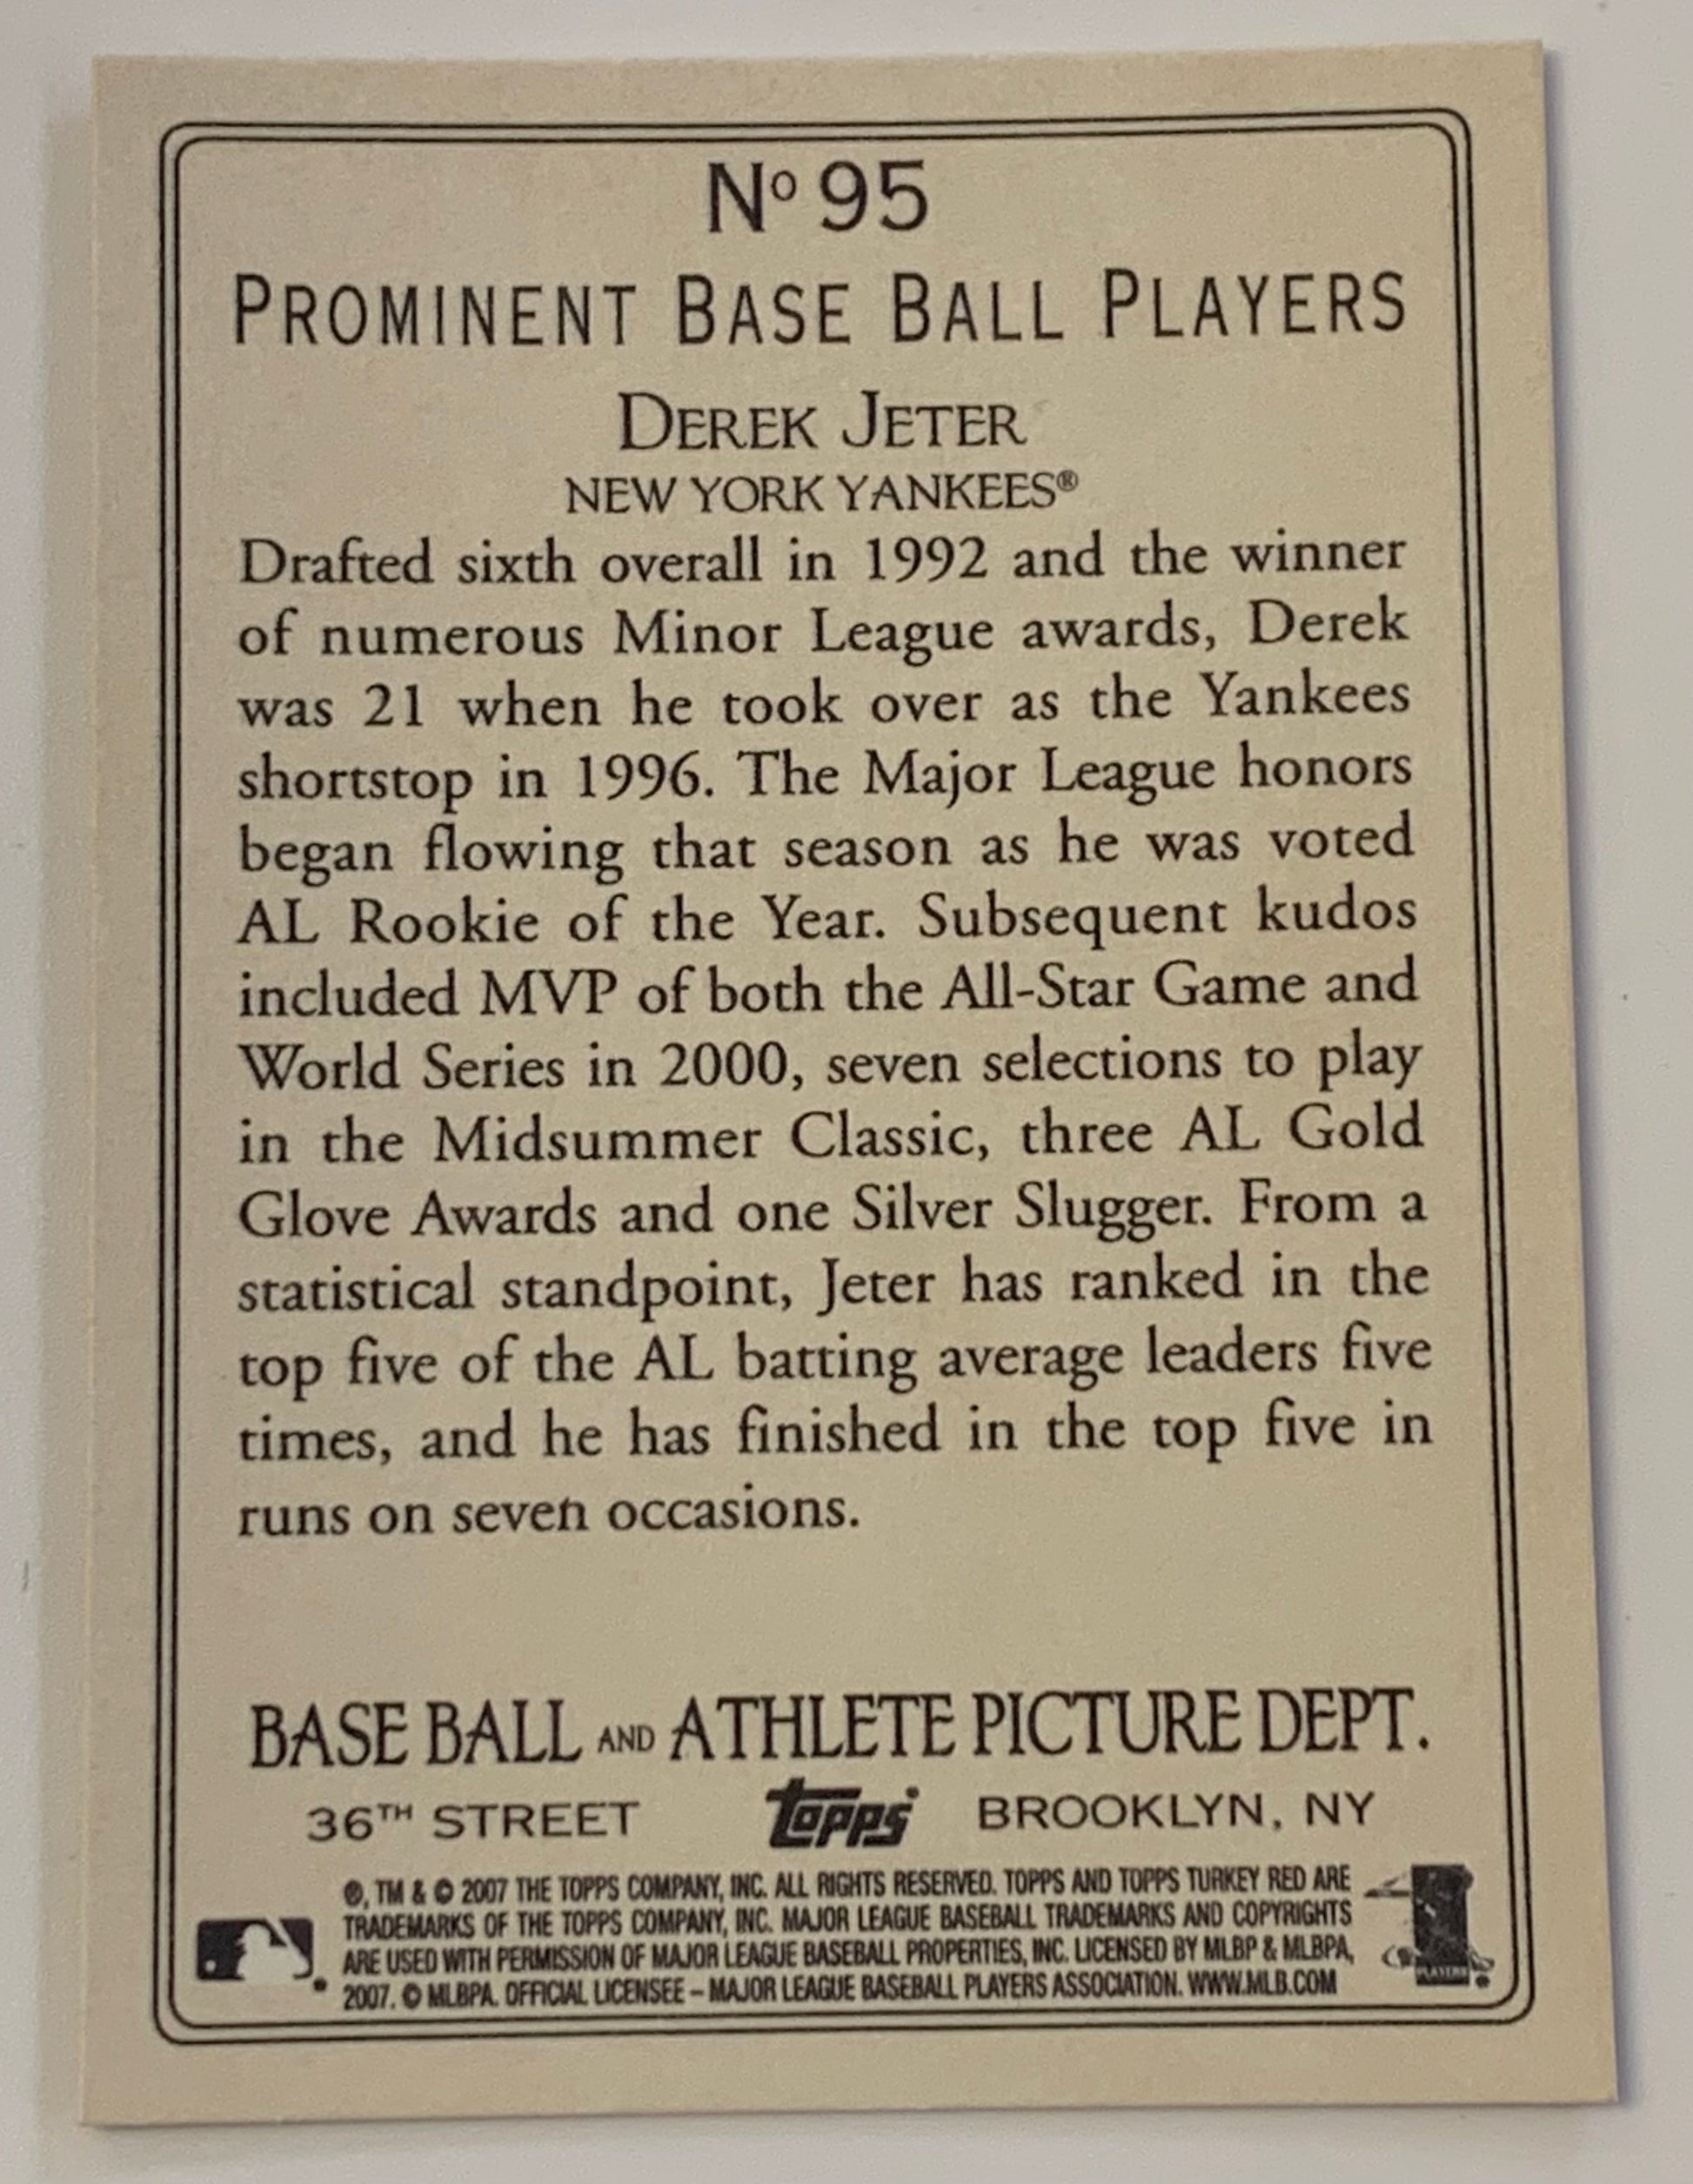 Nº 95
PROMINENT BASE BALL PLAYERS
DEREK JETER
NEW YORK YANKEES®
Drafted sixth overall in 1992 and the winner
of numerous Minor League awards, Derek
was 21 when he took over as the Yankees
shortstop in 1996. The Major League honors
began flowing that season as he was voted
AL Rookie of the Year. Subsequent kudos
included MVP of both the All-Star Game and
World Series in 2000, seven selections to play
in the Midsummer Classic, three AL Gold
Glove Awards and one Silver Slugger. From a
statistical standpoint, Jeter has ranked in the
top five of the AL batting average leaders five
times, and he has finished in the top five in
runs on seven occasions.
BASE BALL AND ATHLETE PICTURE DEPT.
36TH STREET topps BROOKLYN, NY
®, TM & © 2007 THE TOPPS COMPANY, INC. ALL RIGHTS RESERVED. TOPPS AND TOPPS TURKEY RED ARE
TRADEMARKS OF THE TOPPS COMPANY, INC. MAJOR LEAGUE BASEBALL TRADEMARKS AND COPYRIGHTS
ARE USED WITH PERMISSION OF MAJOR LEAGUE BASEBALL PROPERTIES, INC. LICENSED BY MLBP & MLBPA,
2007. © MLBPA. OFFICIAL LICENSEE – MAJOR LEAGUE BASEBALL PLAYERS ASSOCIATION. WWW.MLB.COM